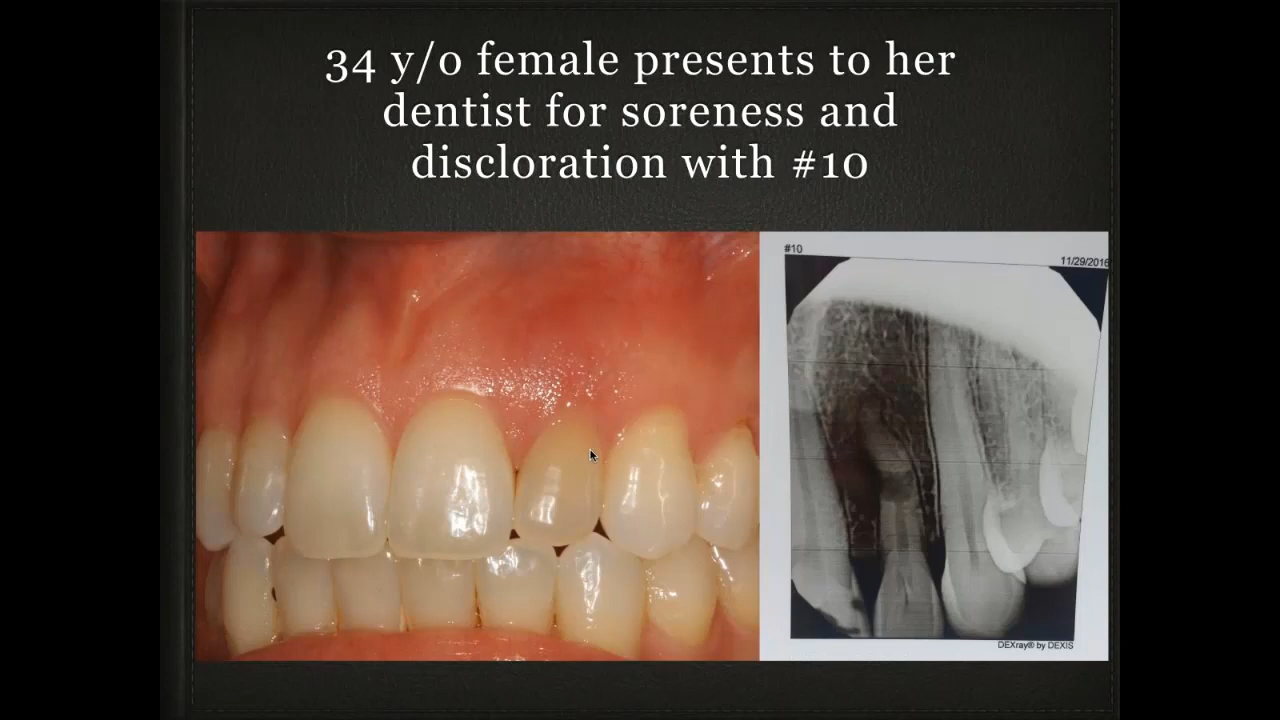 34 y/o female presents to her
dentist for soreness and
discloration with #10
#10
11/29/2016
DEXray® by DEXIS